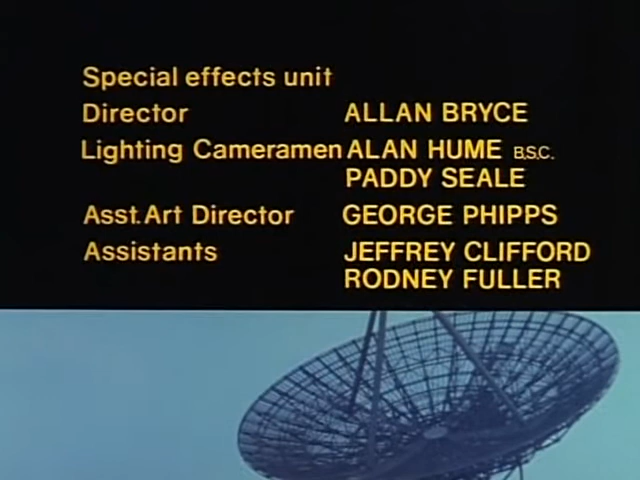 Special effects unit
Director ALLAN BRYCE
Lighting Cameramen ALAN HUME B.S.C.
PADDY SEALE
Asst. Art Director GEORGE PHIPPS
Assistants JEFFREY CLIFFORD
RODNEY FULLER